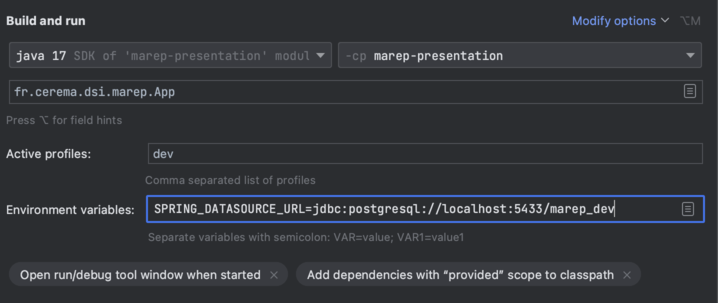 Build and run
Modify options ⌥M
java 17 SDK of 'marep-presentation' modul
-cp marep-presentation
fr.cerema.dsi.marep.App
Press ⌥ for field hints
Active profiles: dev
Comma separated list of profiles
Environment variables: SPRING_DATASOURCE_URL=jdbc:postgresql://localhost:5433/marep_dev
Separate variables with semicolon: VAR=value; VAR1=value1
Open run/debug tool window when started ×
Add dependencies with “provided” scope to classpath ×